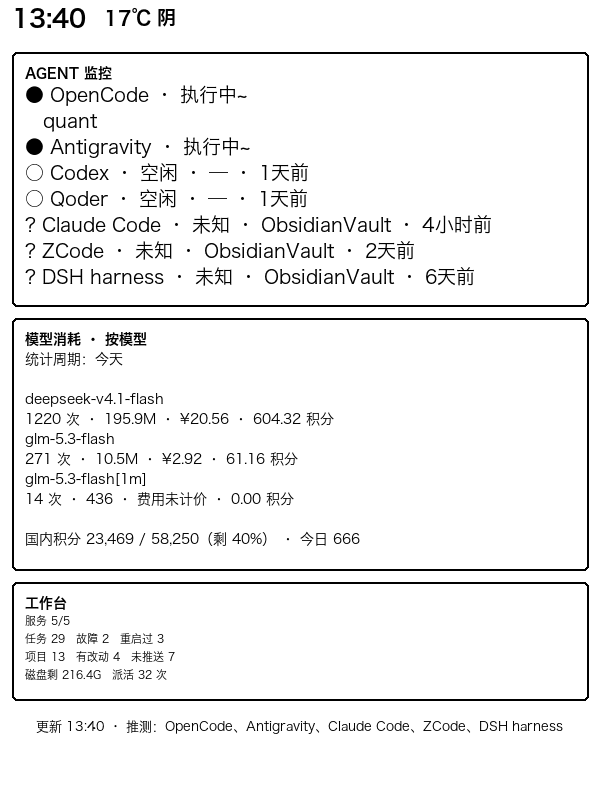 13:40 17℃ 阴
AGENT 监控
● OpenCode · 执行中~
quant
● Antigravity · 执行中~
○ Codex · 空闲 · — · 1天前
○ Qoder · 空闲 · — · 1天前
? Claude Code · 未知 · ObsidianVault · 4小时前
? ZCode · 未知 · ObsidianVault · 2天前
? DSH harness · 未知 · ObsidianVault · 6天前
模型消耗 · 按模型
统计周期：今天
deepseek-v4.1-flash
1220 次 · 195.9M · ¥20.56 · 604.32 积分
glm-5.3-flash
271 次 · 10.5M · ¥2.92 · 61.16 积分
glm-5.3-flash[1m]
14 次 · 436 · 费用未计价 · 0.00 积分
国内积分 23,469 / 58,250（剩 40%） · 今日 666
工作台
服务 5/5
任务 29 故障 2 重启过 3
项目 13 有改动 4 未推送 7
磁盘剩 216.4G 派活 32 次
更新 13:40 · 推测：OpenCode、Antigravity、Claude Code、ZCode、DSH harness